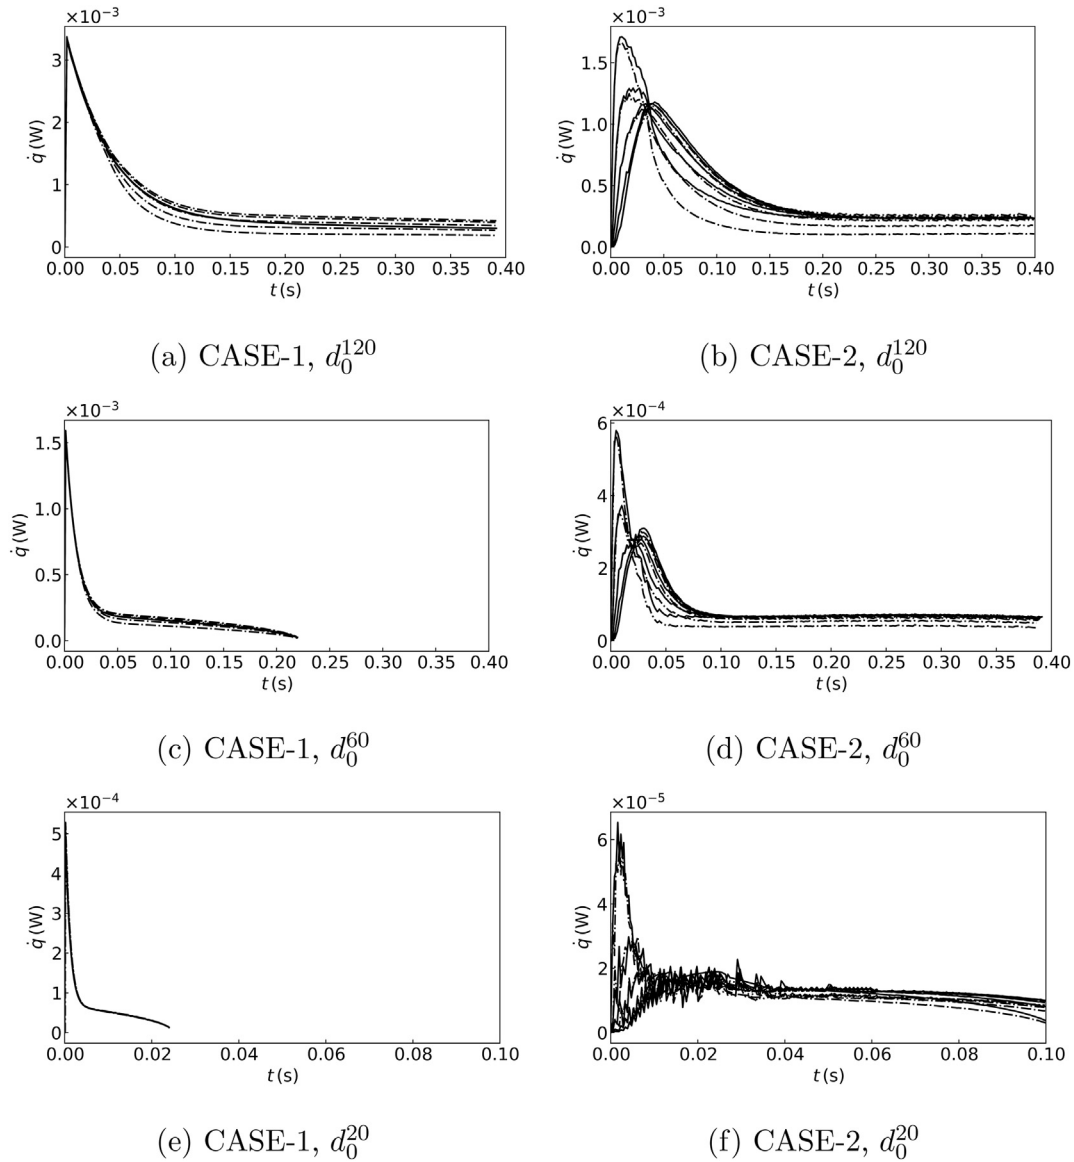 ×10⁻³
3
2
1
0
q̇ (W)
0.00 0.05 0.10 0.15 0.20 0.25 0.30 0.35 0.40
t (s)
(a) CASE-1, d₀¹²⁰
×10⁻³
1.5
1.0
0.5
0.0
q̇ (W)
0.00 0.05 0.10 0.15 0.20 0.25 0.30 0.35 0.40
t (s)
(b) CASE-2, d₀¹²⁰
×10⁻³
1.5
1.0
0.5
0.0
q̇ (W)
0.00 0.05 0.10 0.15 0.20 0.25 0.30 0.35 0.40
t (s)
(c) CASE-1, d₀⁶⁰
×10⁻⁴
6
4
2
0
q̇ (W)
0.00 0.05 0.10 0.15 0.20 0.25 0.30 0.35 0.40
t (s)
(d) CASE-2, d₀⁶⁰
×10⁻⁴
5
4
3
2
1
0
q̇ (W)
0.00 0.02 0.04 0.06 0.08 0.10
t (s)
(e) CASE-1, d₀²⁰
×10⁻⁵
6
4
2
0
q̇ (W)
0.00 0.02 0.04 0.06 0.08 0.10
t (s)
(f) CASE-2, d₀²⁰